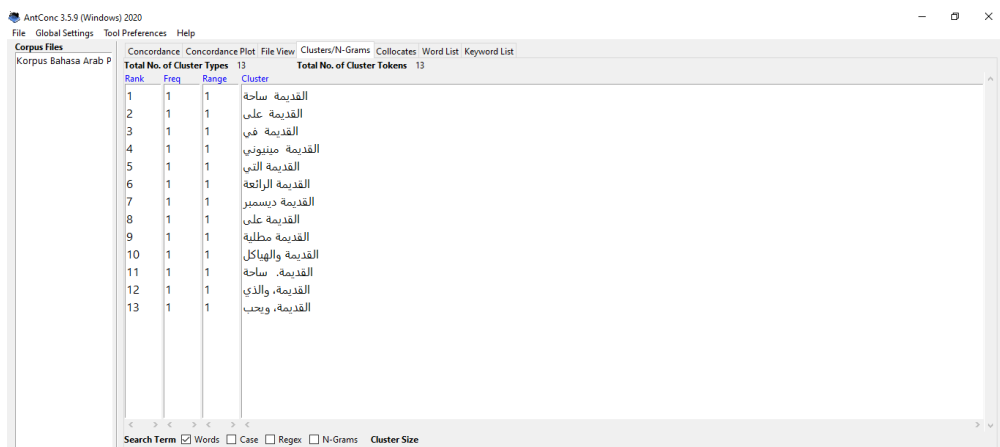 AntConc 3.5.9 (Windows) 2020
File Global Settings Tool Preferences Help
Corpus Files
Korpus Bahasa Arab P
Concordance Concordance Plot File View Clusters/N-Grams Collocates Word List Keyword List
Total No. of Cluster Types 13 Total No. of Cluster Tokens 13
Rank Freq Range Cluster
1 1 1 القديمة ساحة
2 1 1 القديمة على
3 1 1 القديمة في
4 1 1 القديمة مينيوني
5 1 1 القديمة التي
6 1 1 القديمة الرائعة
7 1 1 القديمة ديسمبر
8 1 1 القديمة على
9 1 1 القديمة مطلية
10 1 1 القديمة والهياكل
11 1 1 القديمة. ساحة
12 1 1 القديمة، والذي
13 1 1 القديمة، ويحب
Search Term Words Case Regex N-Grams Cluster Size